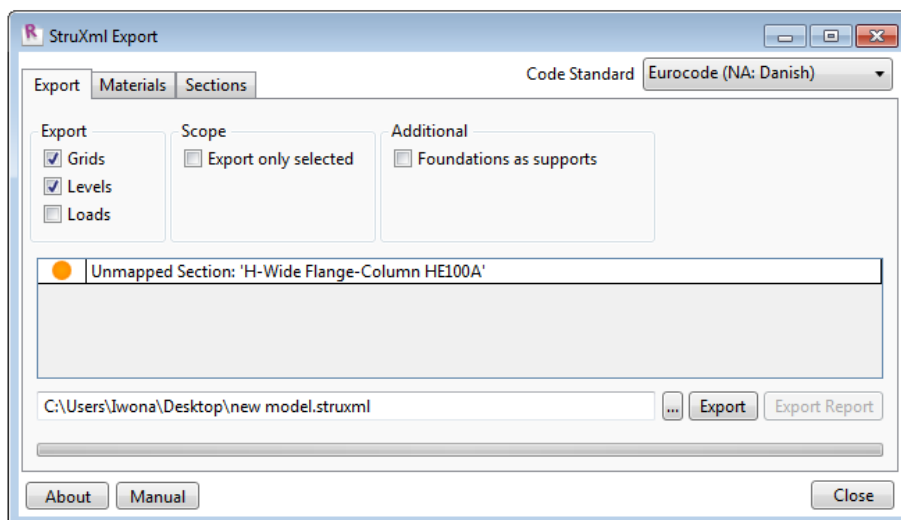 StruXml Export
Code Standard Eurocode (NA: Danish)
Export Materials Sections
Export Scope Additional
Grids Export only selected Foundations as supports
Levels
Loads
Unmapped Section: 'H-Wide Flange-Column HE100A'
C:\Users\Iwona\Desktop\new model.struxml ... Export Export Report
About Manual Close